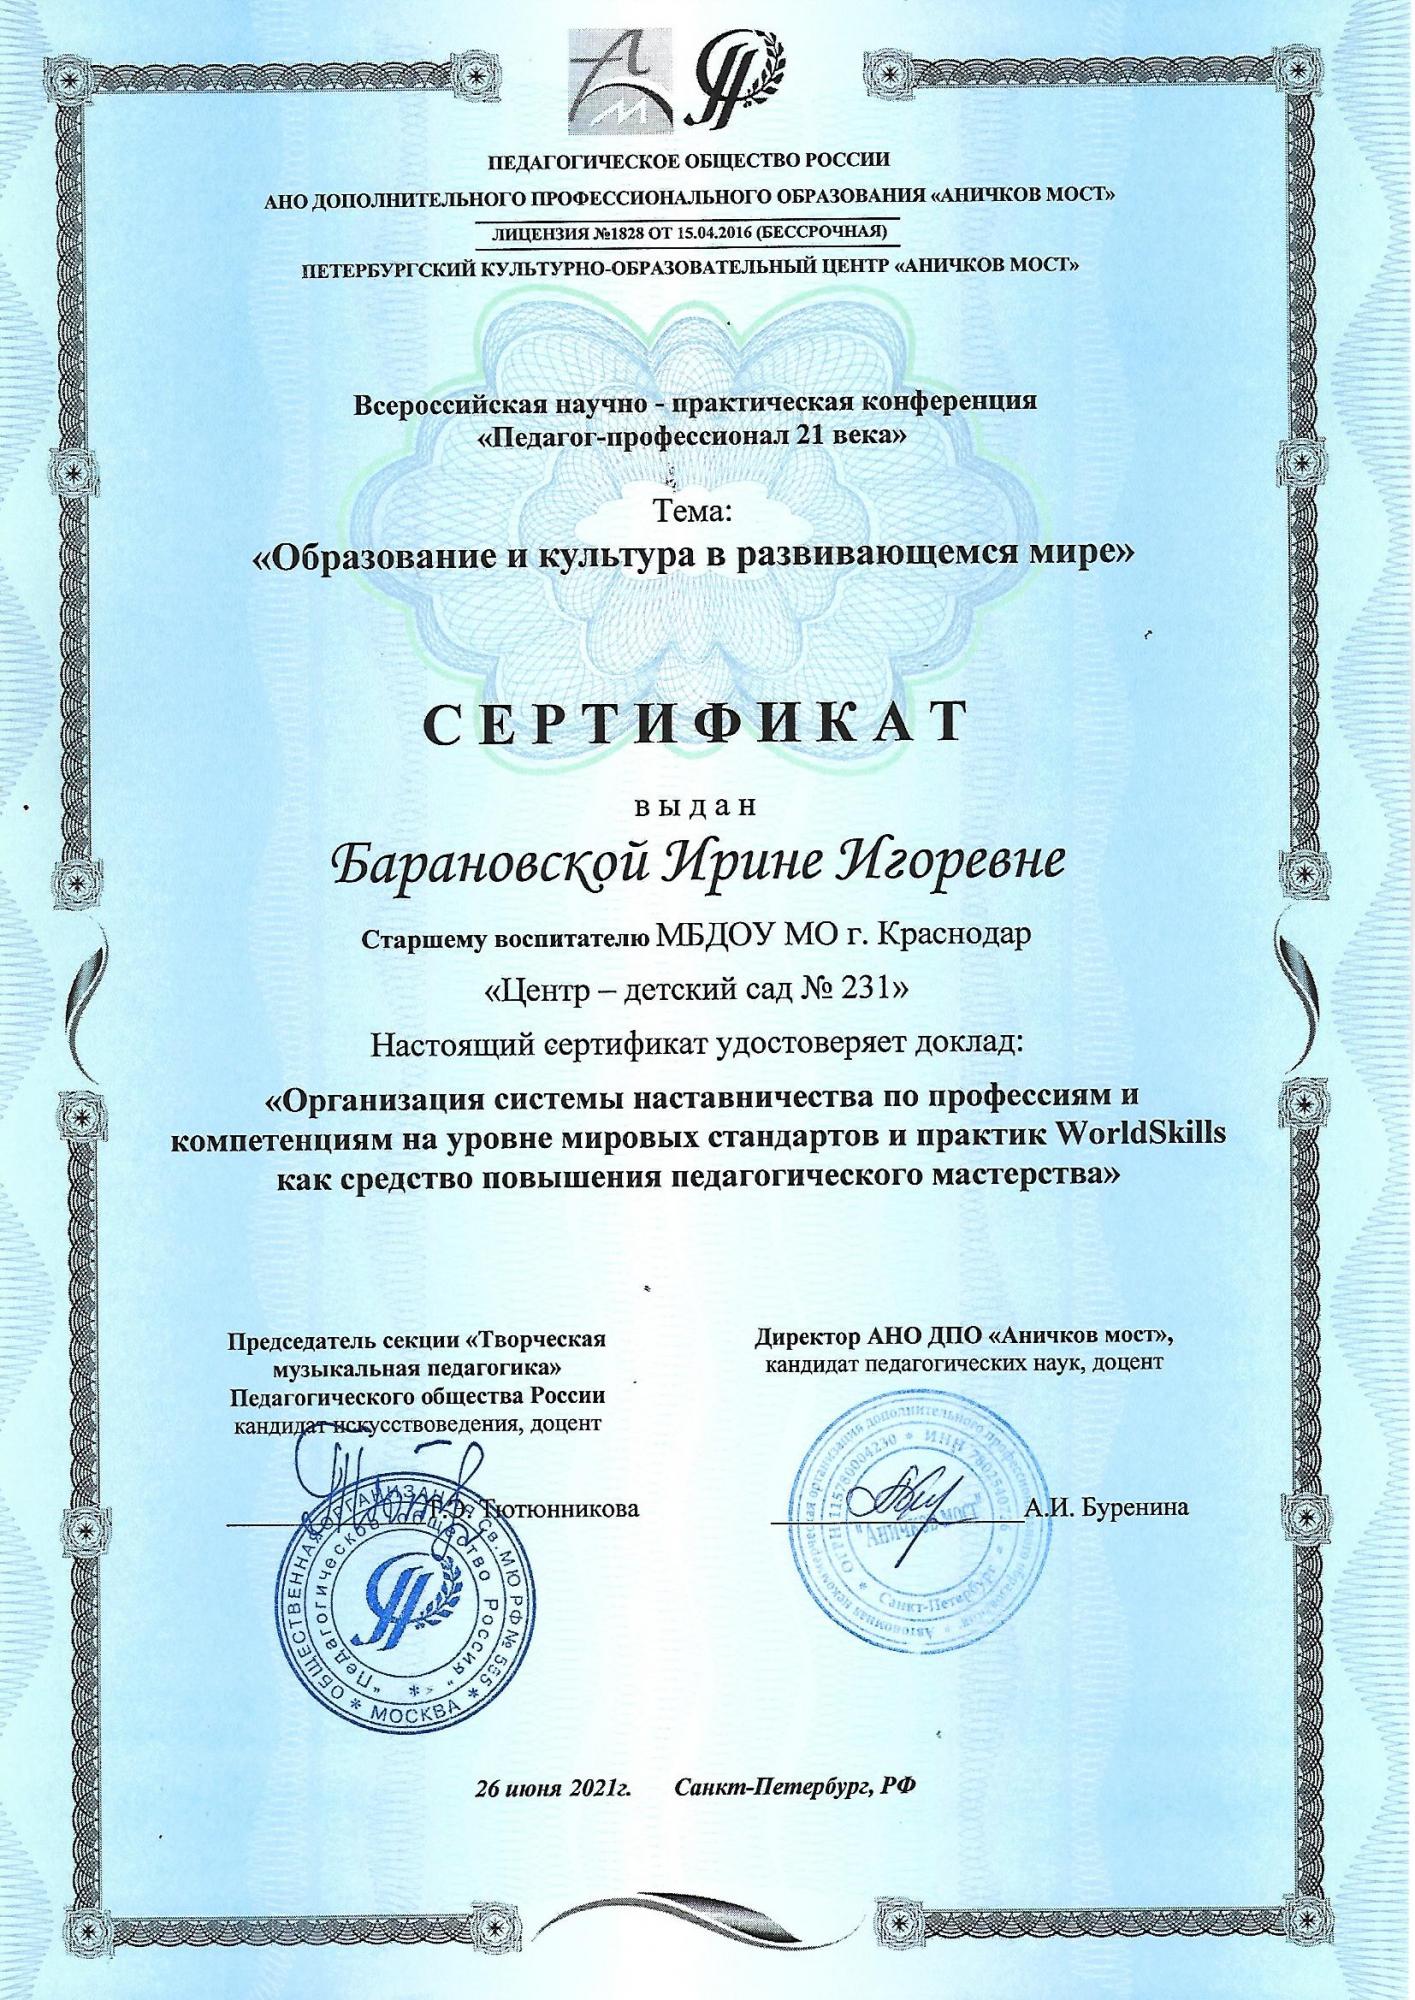 ПЕДАГОГИЧЕСКОЕ ОБЩЕСТВО РОССИИ
АНО ДОПОЛНИТЕЛЬНОГО ПРОФЕССИОНАЛЬНОГО ОБРАЗОВАНИЯ «АНИЧКОВ МОСТ»
ЛИЦЕНЗИЯ №1828 ОТ 15.04.2016 (БЕССРОЧНАЯ)
ПЕТЕРБУРГСКИЙ КУЛЬТУРНО-ОБРАЗОВАТЕЛЬНЫЙ ЦЕНТР «АНИЧКОВ МОСТ»
Всероссийская научно - практическая конференция
«Педагог-профессионал 21 века»
Тема:
«Образование и культура в развивающемся мире»
СЕРТИФИКАТ
выдан
Барановской Ирине Игоревне
Старшему воспитателю МБДОУ МО г. Краснодар
«Центр – детский сад № 231»
Настоящий сертификат удостоверяет доклад:
«Организация системы наставничества по профессиям и
компетенциям на уровне мировых стандартов и практик WorldSkills
как средство повышения педагогического мастерства»
Председатель секции «Творческая
музыкальная педагогика»
Педагогического общества России
кандидат искусствоведения, доцент
Т.Э. Тютюнникова
Директор АНО ДПО «Аничков мост»,
кандидат педагогических наук, доцент
А.И. Буренина
ОБЩЕСТВЕННАЯ ОРГАНИЗАЦИЯ * Св. МЮ РФ № 555 * МОСКВА *
"Педагогическое общество России"
"АНИЧКОВ МОСТ"
Санкт-Петербург
26 июня 2021г. Санкт-Петербург, РФ